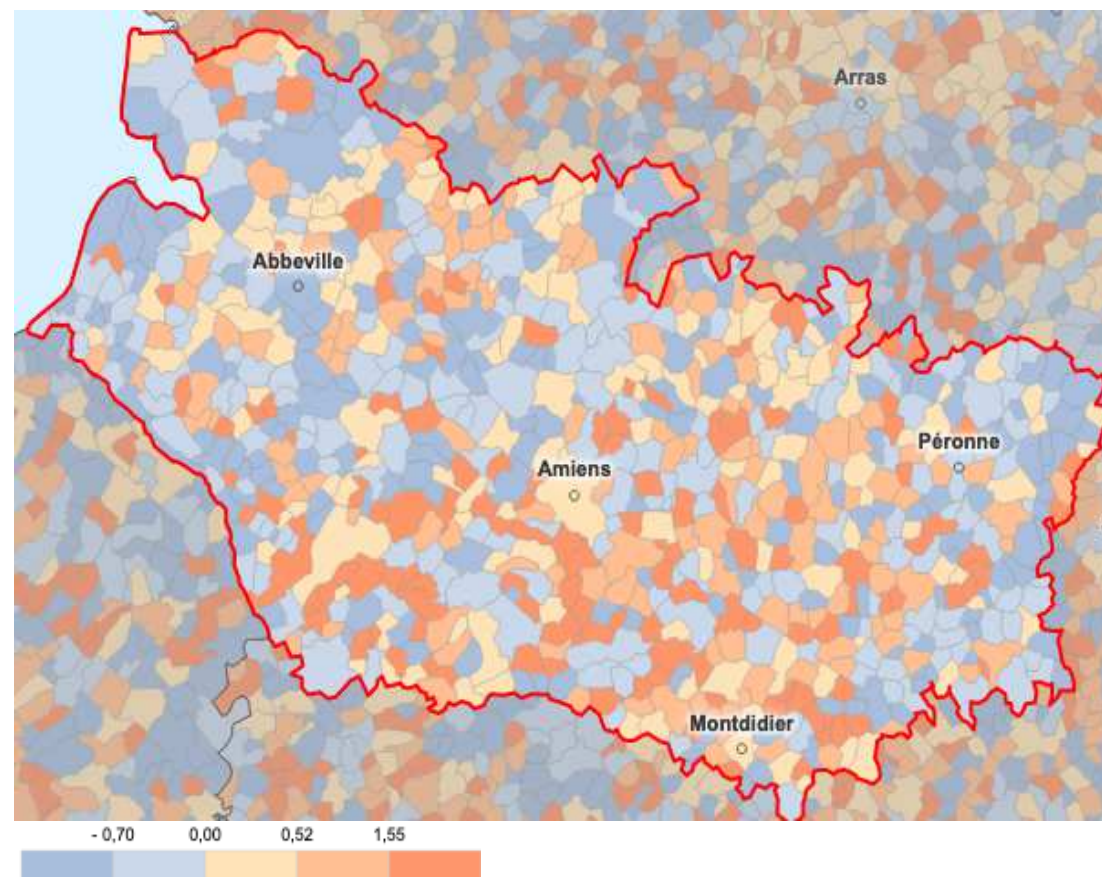 Arras
Abbeville
Péronne
Amiens
Montdidier
- 0,70 0,00 0,52 1,55